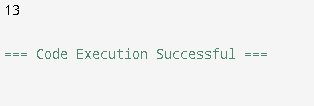 13
=== Code Execution Successful ===